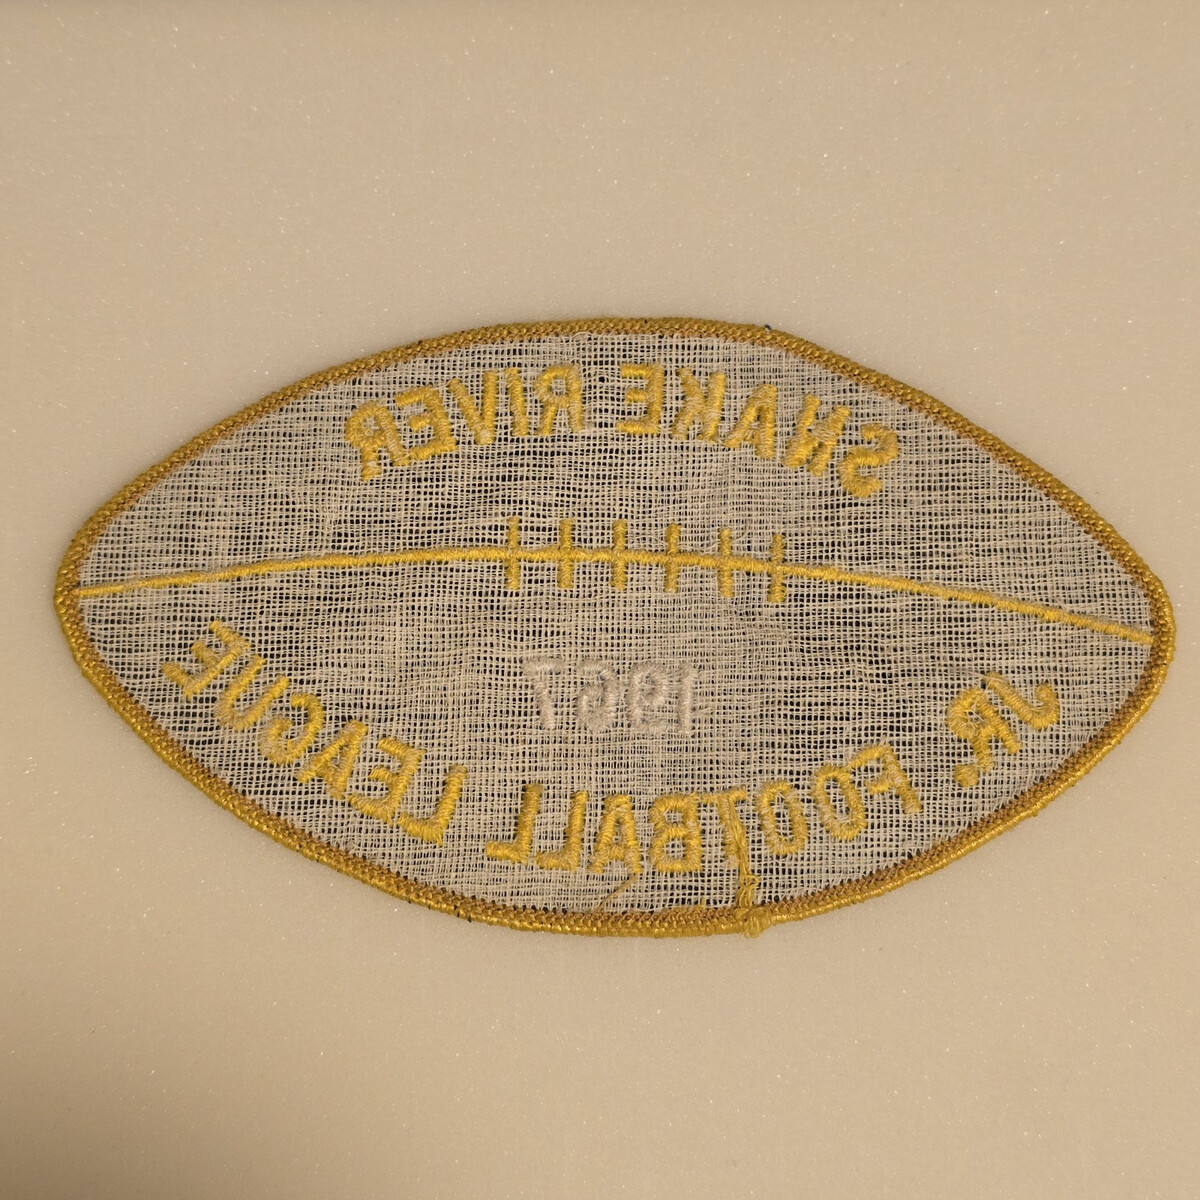 SNAKE RIVER
1967
JR. FOOTBALL LEAGUE